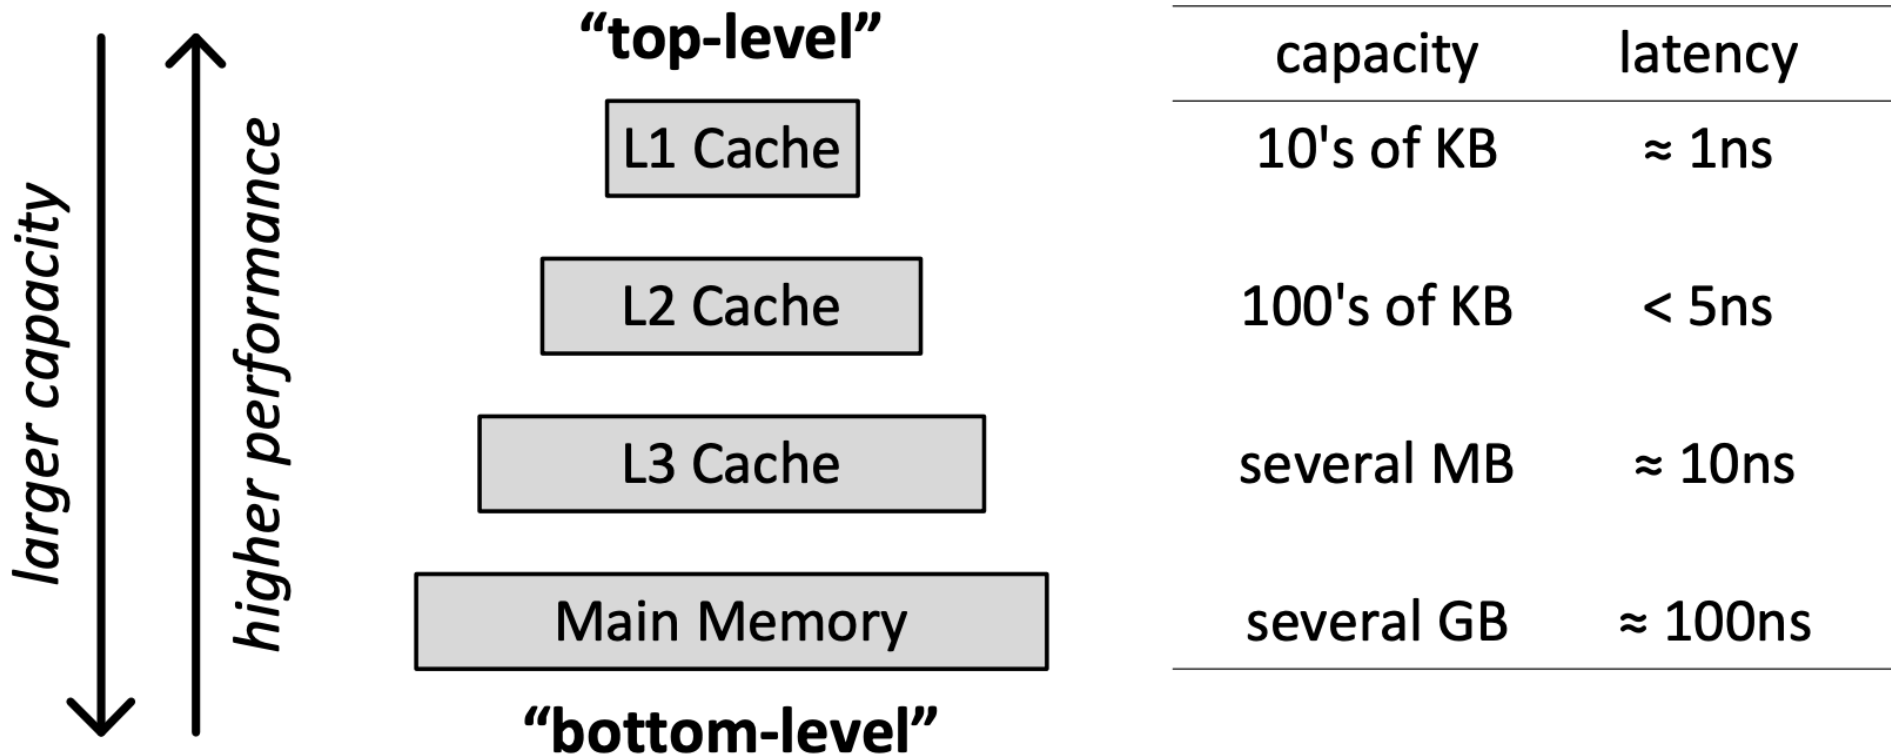 “top-level”
capacity latency
L1 Cache 10's of KB ≈ 1ns
L2 Cache 100's of KB < 5ns
L3 Cache several MB ≈ 10ns
Main Memory several GB ≈ 100ns
“bottom-level”
larger capacity
higher performance